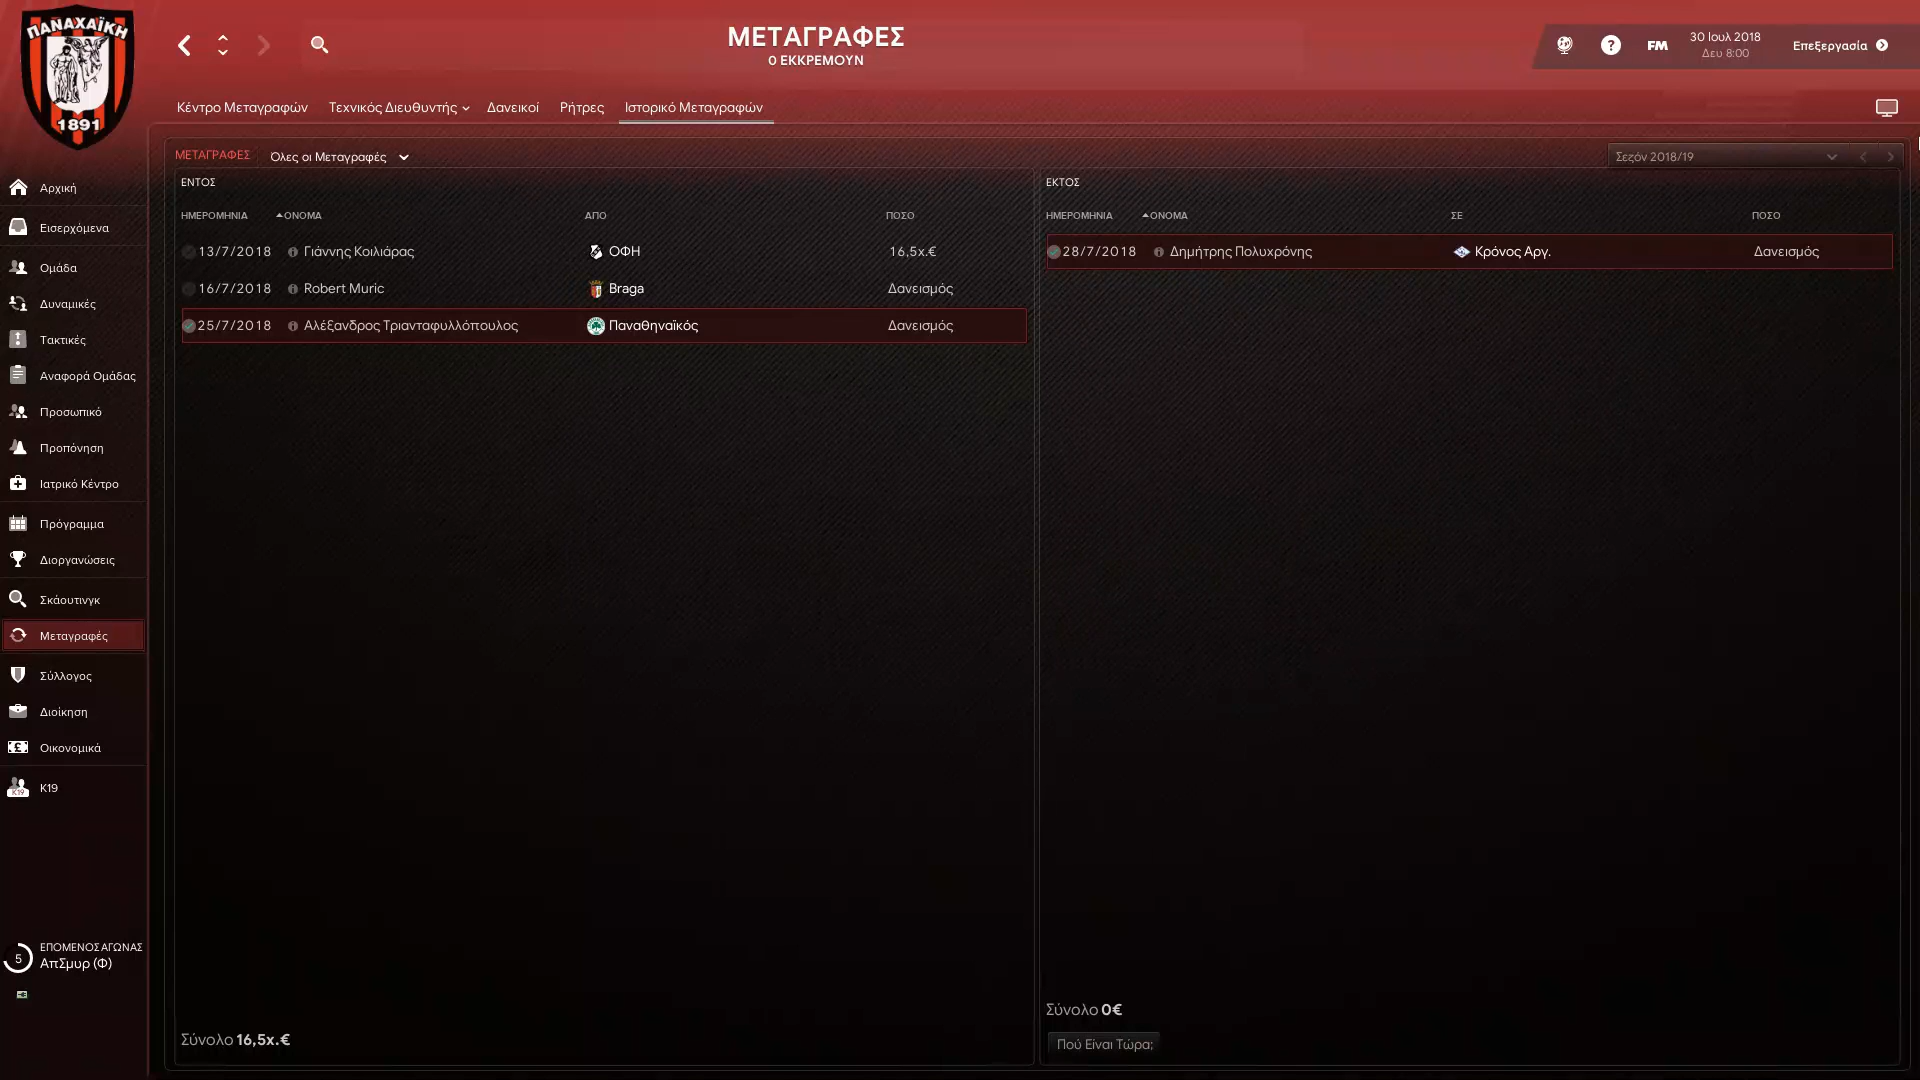 ΠΑΝΑΧΑΪΚΗ
1891
ΜΕΤΑΓΡΑΦΕΣ
0 ΕΚΚΡΕΜΟΥΝ
FM
30 Ιουλ 2018
Δευ 8:00
Επεξεργασία
Κέντρο Μεταγραφών Τεχνικός Διευθυντής Δανεικοί Ρήτρες Ιστορικό Μεταγραφών
ΜΕΤΑΓΡΑΦΕΣ Όλες οι Μεταγραφές
Σεζόν 2018/19
Αρχική
Εισερχόμενα
Ομάδα
Δυναμικές
Τακτικές
Αναφορά Ομάδας
Προσωπικό
Προπόνηση
Ιατρικό Κέντρο
Πρόγραμμα
Διοργανώσεις
Σκάουτινγκ
Μεταγραφές
Σύλλογος
Διοίκηση
Οικονομικά
Κ19
Κ19
5
ΕΠΟΜΕΝΟΣ ΑΓΩΝΑΣ
ΑπΣμυρ (Φ)
ΕΝΤΟΣ
ΗΜΕΡΟΜΗΝΙΑ ΟΝΟΜΑ ΑΠΟ ΠΟΣΟ
13/7/2018 Γιάννης Κοιλιάρας ΟΦΗ 16,5χ.€
16/7/2018 Robert Muric Braga Δανεισμός
25/7/2018 Αλέξανδρος Τριανταφυλλόπουλος Παναθηναϊκός Δανεισμός
Σύνολο 16,5χ.€
ΕΚΤΟΣ
ΗΜΕΡΟΜΗΝΙΑ ΟΝΟΜΑ ΣΕ ΠΟΣΟ
28/7/2018 Δημήτρης Πολυχρόνης Κρόνος Αργ. Δανεισμός
Σύνολο 0€
Πού Είναι Τώρα;